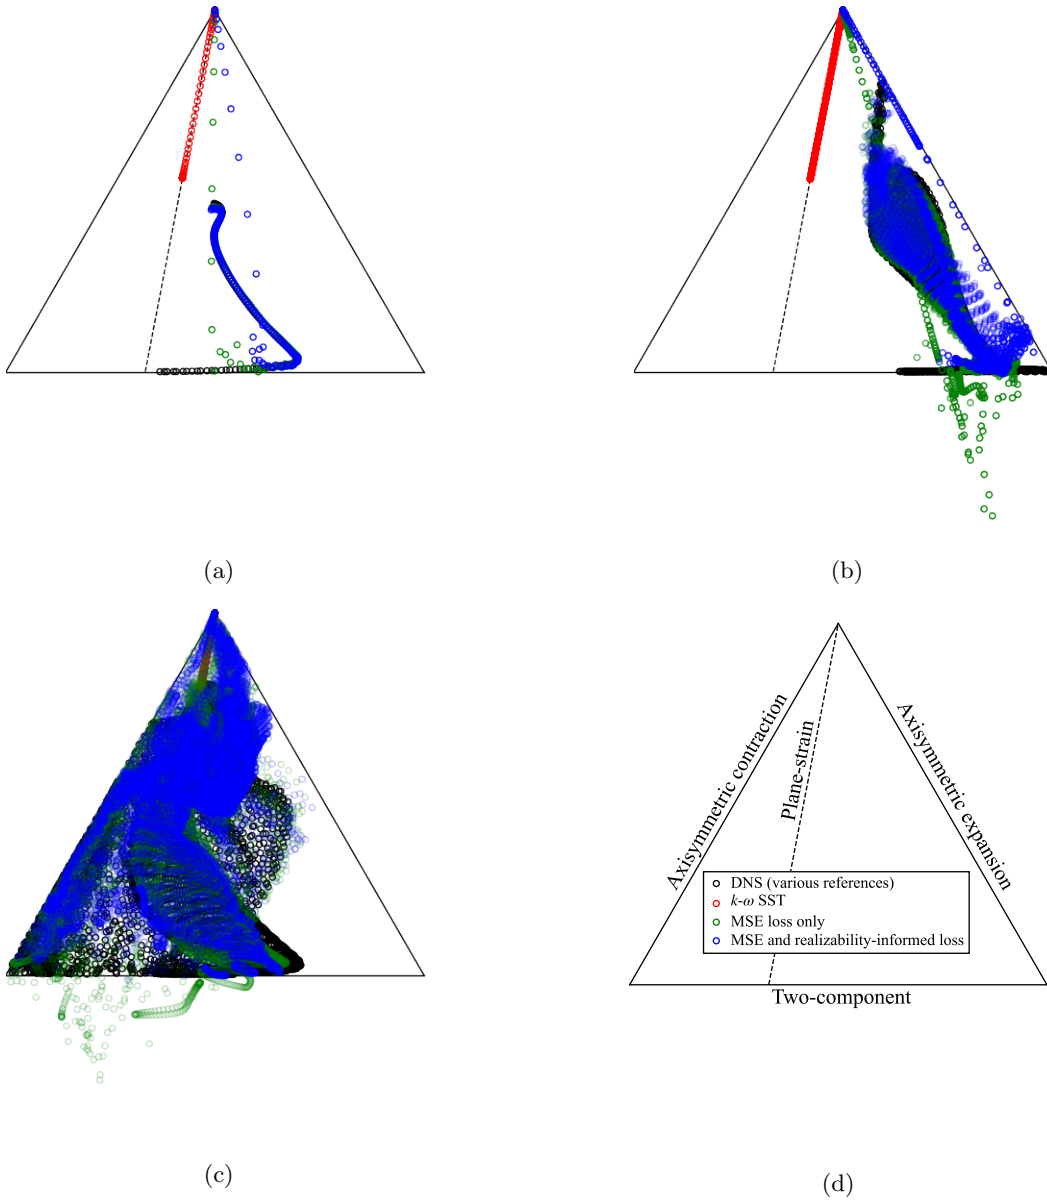 (a)
(b)
Axisymmetric contraction
Plane-strain
Axisymmetric expansion
DNS (various references)
k-ω SST
MSE loss only
MSE and realizability-informed loss
Two-component
(c)
(d)